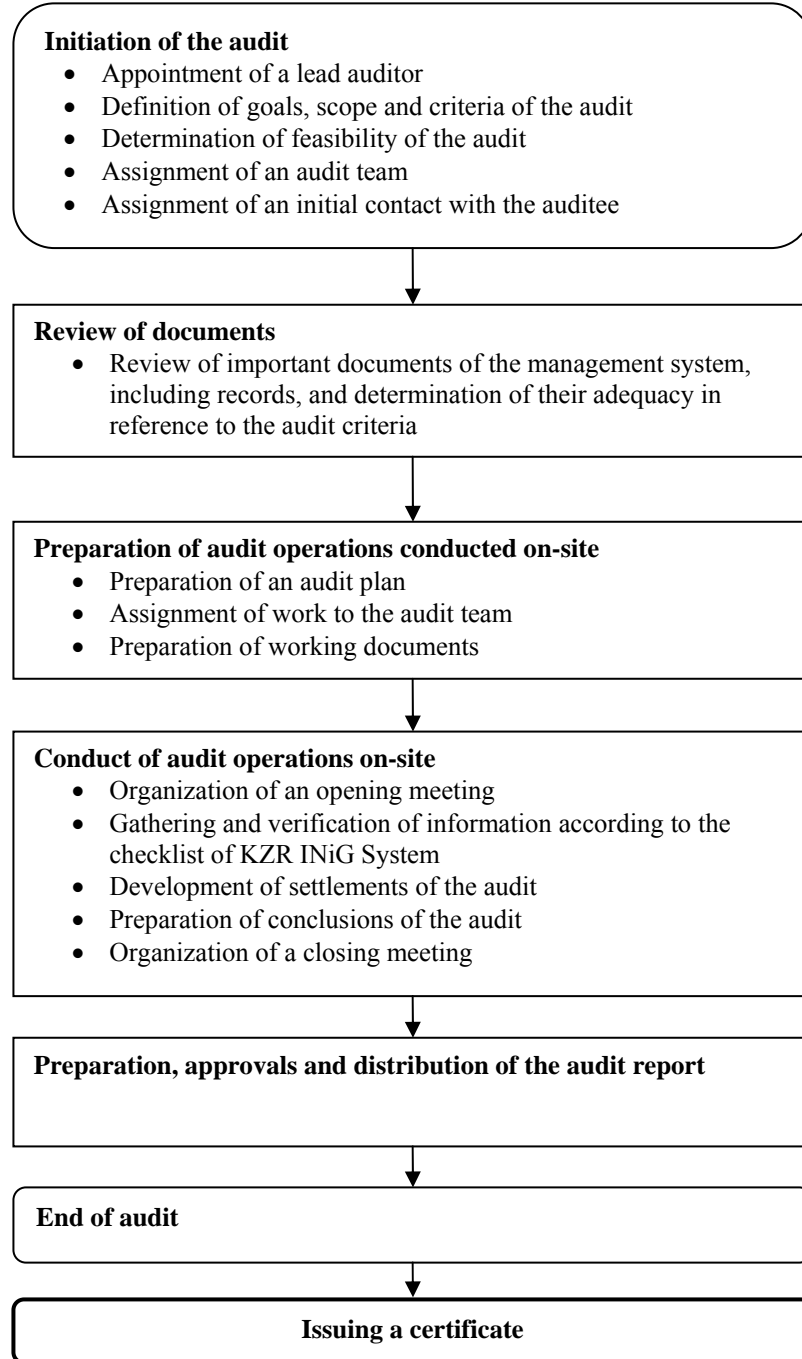 Initiation of the audit
• Appointment of a lead auditor
• Definition of goals, scope and criteria of the audit
• Determination of feasibility of the audit
• Assignment of an audit team
• Assignment of an initial contact with the auditee
Review of documents
• Review of important documents of the management system,
including records, and determination of their adequacy in
reference to the audit criteria
Preparation of audit operations conducted on-site
• Preparation of an audit plan
• Assignment of work to the audit team
• Preparation of working documents
Conduct of audit operations on-site
• Organization of an opening meeting
• Gathering and verification of information according to the
checklist of KZR INiG System
• Development of settlements of the audit
• Preparation of conclusions of the audit
• Organization of a closing meeting
Preparation, approvals and distribution of the audit report
End of audit
Issuing a certificate